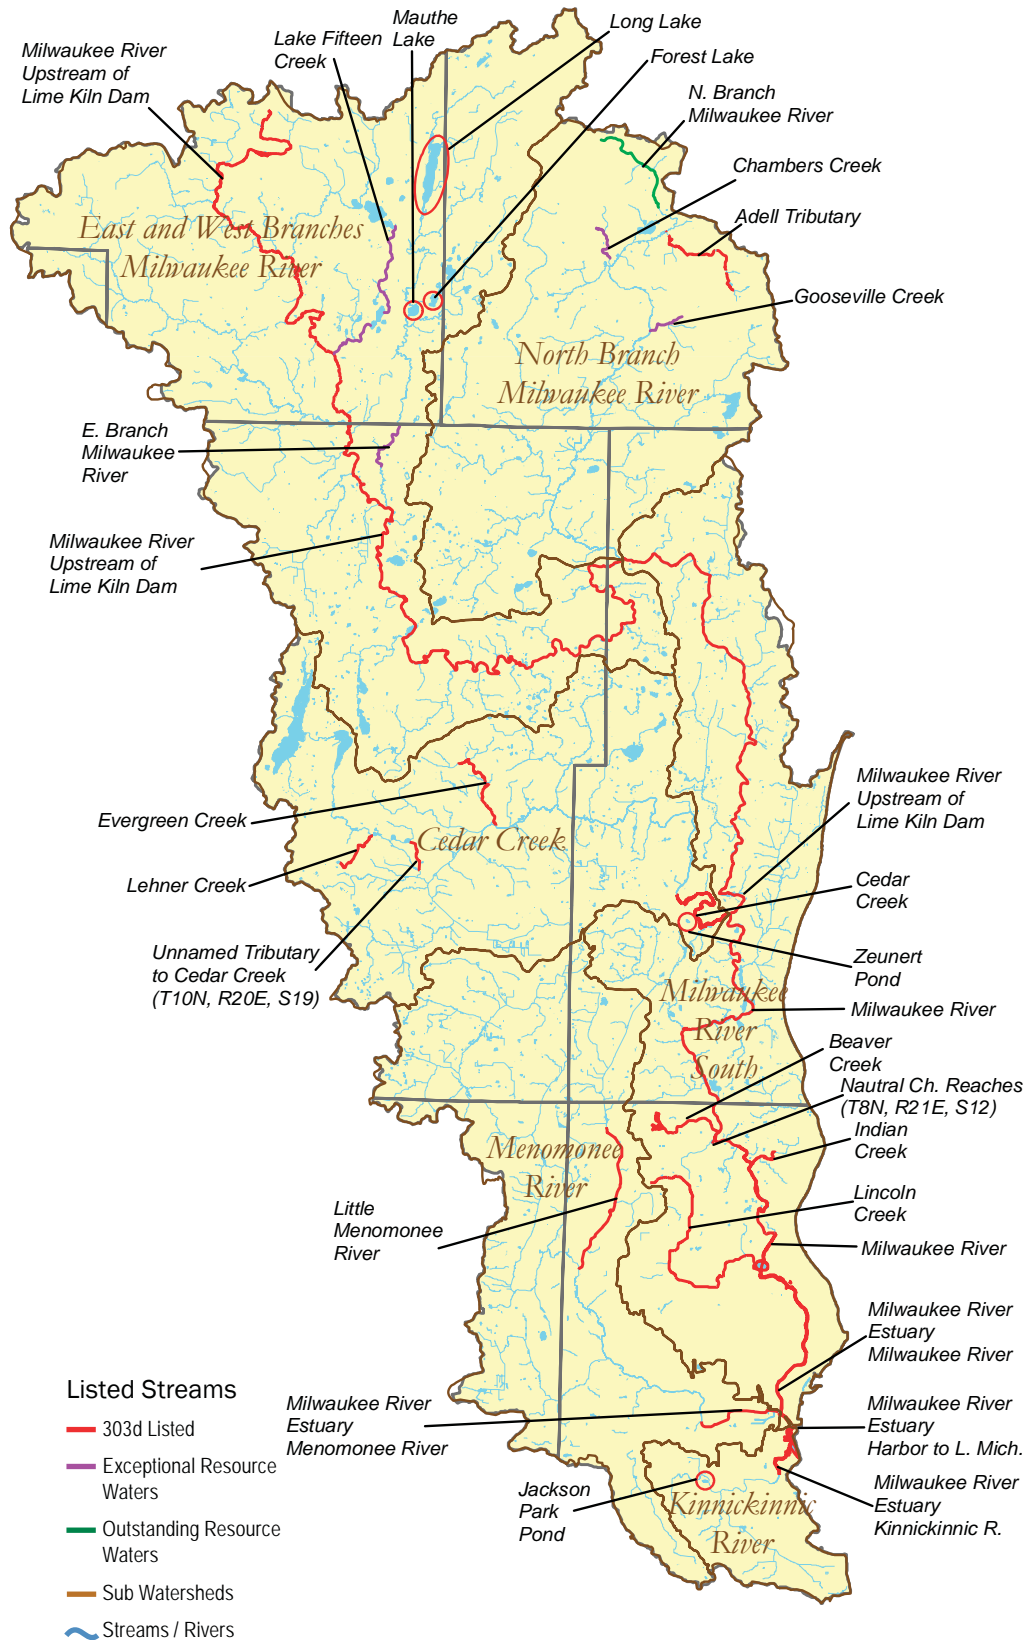 Mauthe
Lake
Long Lake
Lake Fifteen
Creek
Milwaukee River
Upstream of
Lime Kiln Dam
Forest Lake
N. Branch
Milwaukee River
Chambers Creek
Adell Tributary
East and West Branches
Milwaukee River
Gooseville Creek
North Branch
Milwaukee River
E. Branch
Milwaukee
River
Milwaukee River
Upstream of
Lime Kiln Dam
Milwaukee River
Upstream of
Lime Kiln Dam
Evergreen Creek
Cedar Creek
Lehner Creek
Cedar
Creek
Unnamed Tributary
to Cedar Creek
(T10N, R20E, S19)
Zeunert
Pond
Milwaukee
River
South
Milwaukee River
Beaver
Creek
Nautral Ch. Reaches
(T8N, R21E, S12)
Indian
Creek
Menomonee
River
Lincoln
Creek
Little
Menomonee
River
Milwaukee River
Milwaukee River
Estuary
Milwaukee River
Listed Streams
303d Listed
Exceptional Resource
Waters
Outstanding Resource
Waters
Sub Watersheds
Streams / Rivers
Milwaukee River
Estuary
Menomonee River
Milwaukee River
Estuary
Harbor to L. Mich.
Jackson
Park
Pond
Kinnickinnic
River
Milwaukee River
Estuary
Kinnickinnic R.